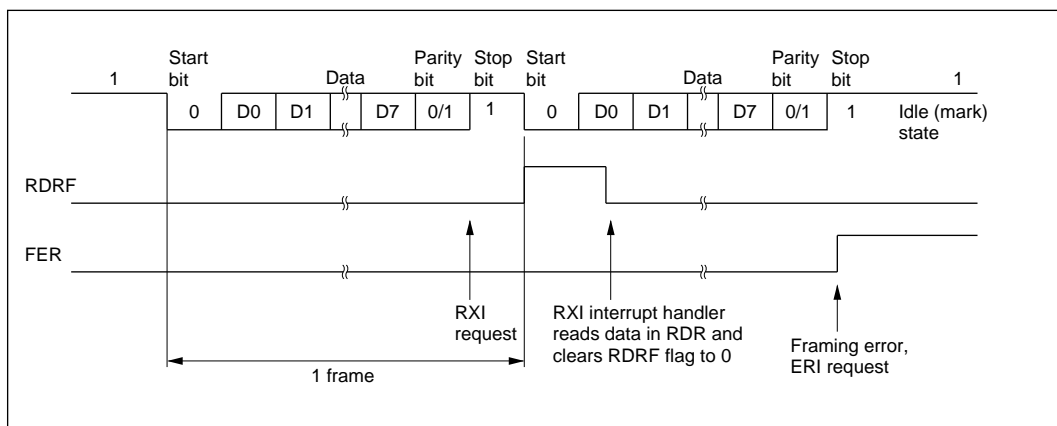 1
Start
bit
Data
Parity
bit
Stop
bit
Start
bit
Data
Parity
bit
Stop
bit
1
0
D0
D1
D7
0/1
1
0
D0
D1
D7
0/1
1
Idle (mark)
state
RDRF
FER
RXI
request
RXI interrupt handler
reads data in RDR and
clears RDRF flag to 0
Framing error,
ERI request
1 frame